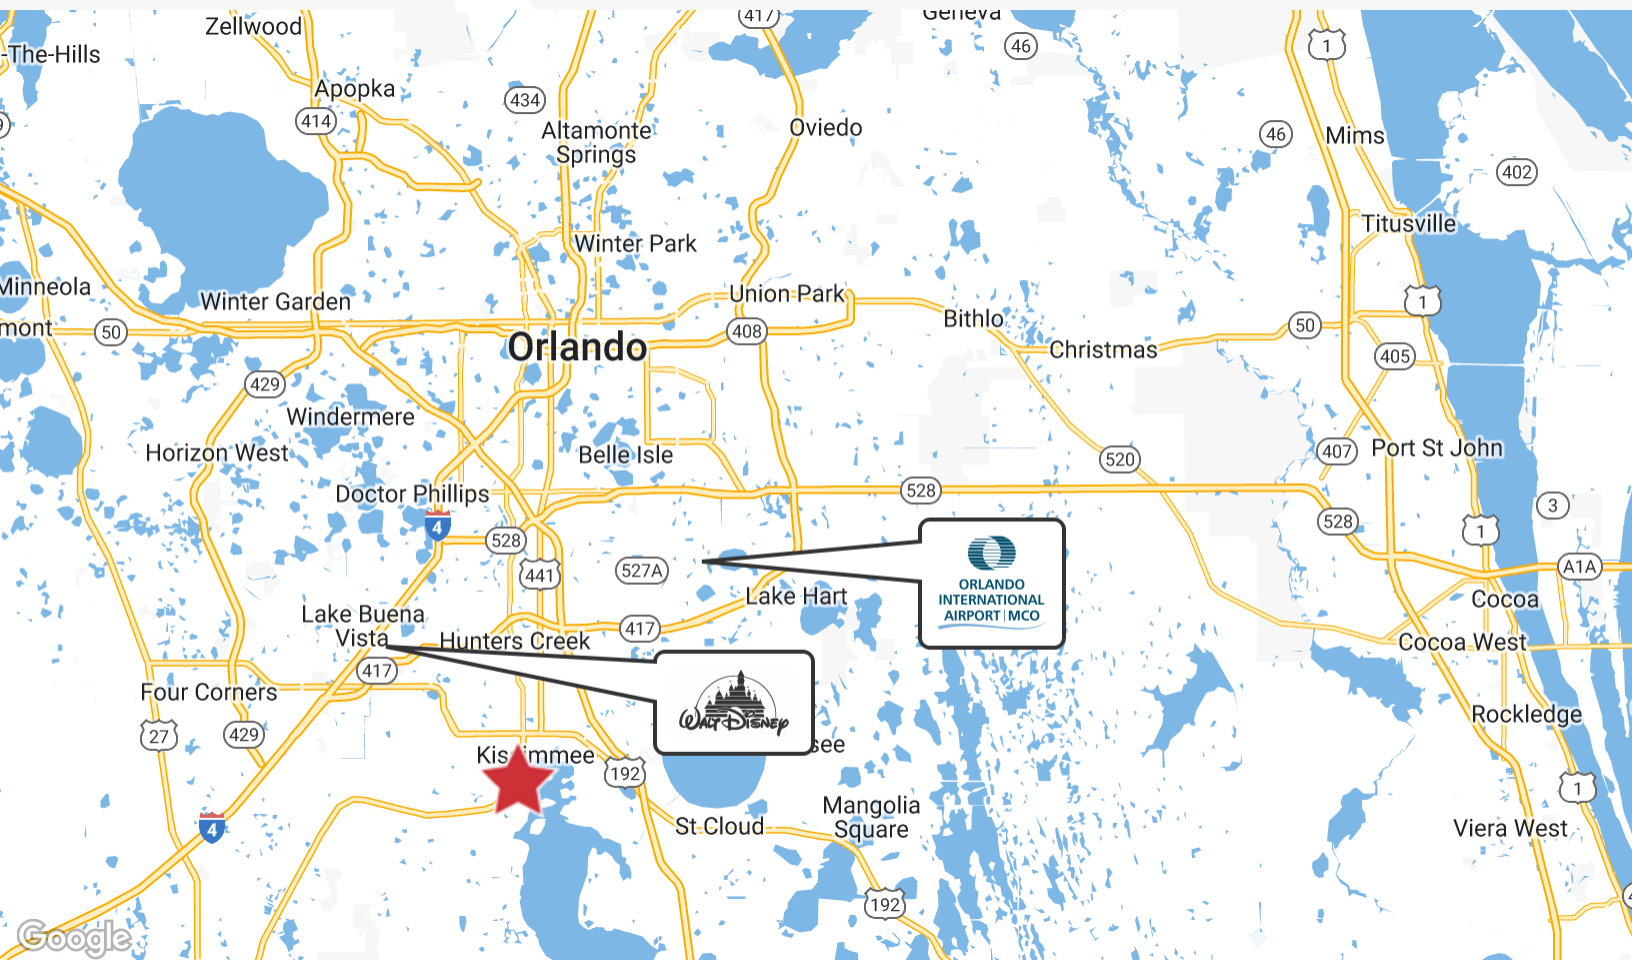 417
Geneva
Zellwood
46
1
-The-Hills
Apopka
434
414
Altamonte
Springs
Oviedo
46
Mims
402
Titusville
Winter Park
Minneola
Winter Garden
Union Park
1
mont
50
Orlando
408
Bithlo
50
Christmas
405
429
Windermere
Horizon West
Belle Isle
520
407
Port St John
Doctor Phillips
528
3
4
528
528
1
441
527A
ORLANDO
INTERNATIONAL
AIRPORT | MCO
A1A
Lake Hart
Cocoa
Lake Buena
Vista
417
Hunters Creek
Cocoa West
417
Four Corners
WALT DISNEY
Rockledge
27
429
see
Kissimmee
192
1
Mangolia
Square
4
St Cloud
Viera West
192
Google